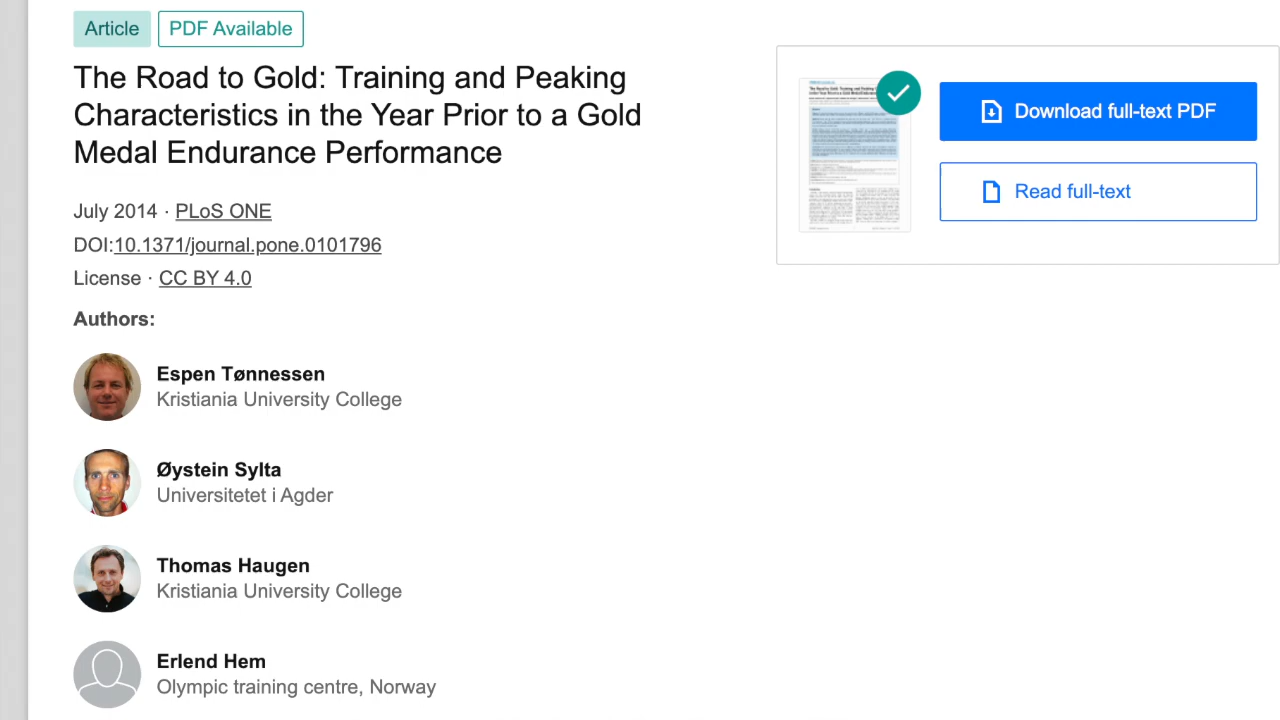 Article
PDF Available
The Road to Gold: Training and Peaking
Characteristics in the Year Prior to a Gold
Medal Endurance Performance
July 2014 · PLoS ONE
DOI:10.1371/journal.pone.0101796
License · CC BY 4.0
Authors:
Espen Tønnessen
Kristiania University College
Øystein Sylta
Universitetet i Agder
Thomas Haugen
Kristiania University College
Erlend Hem
Olympic training centre, Norway
Download full-text PDF
Read full-text